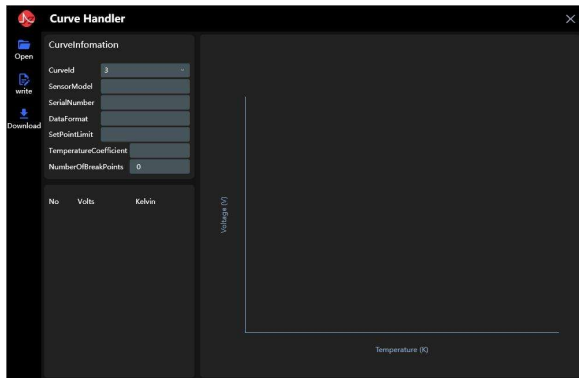 Curve Handler
Open
write
Download
CurveInfomation
CurveId 3
SensorModel
SerialNumber
DataFormat
SetPointLimit
TemperatureCoefficient
NumberOfBreakPoints 0
No Volts Kelvin
Voltage (V)
Temperature (K)